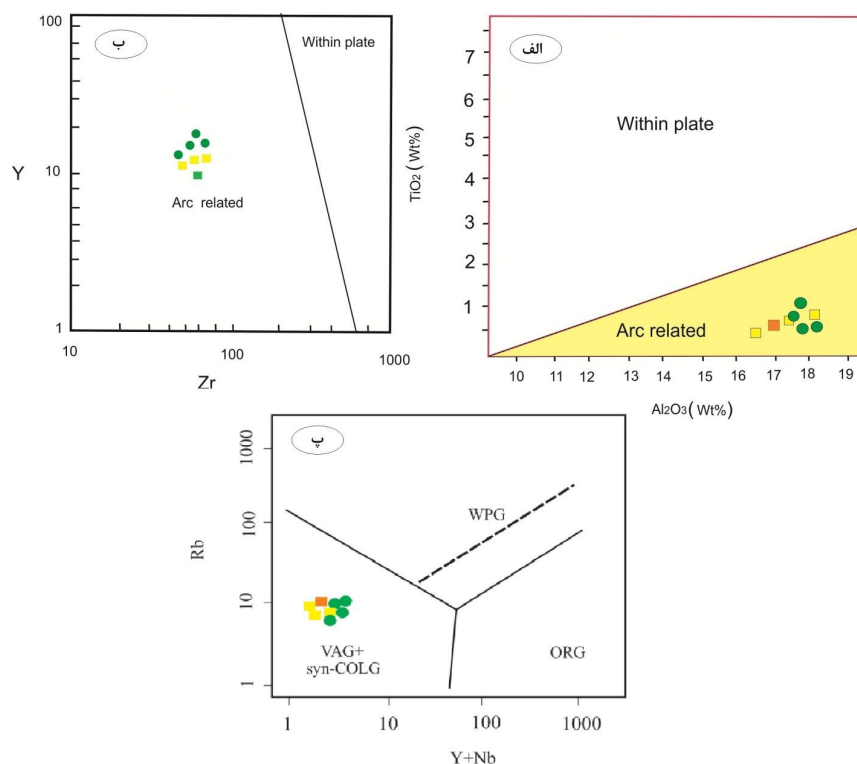 ب
100
10
1
Y
Within plate
Arc related
10
100
1000
Zr
الف
TiO2 (Wt%)
7
6
5
4
3
2
1
Within plate
Arc related
10 11 12 13 14 15 16 17 18 19
Al2O3 (Wt%)
پ
Rb
1000
100
10
1
WPG
VAG+
syn-COLG
ORG
1 10 100 1000
Y+Nb